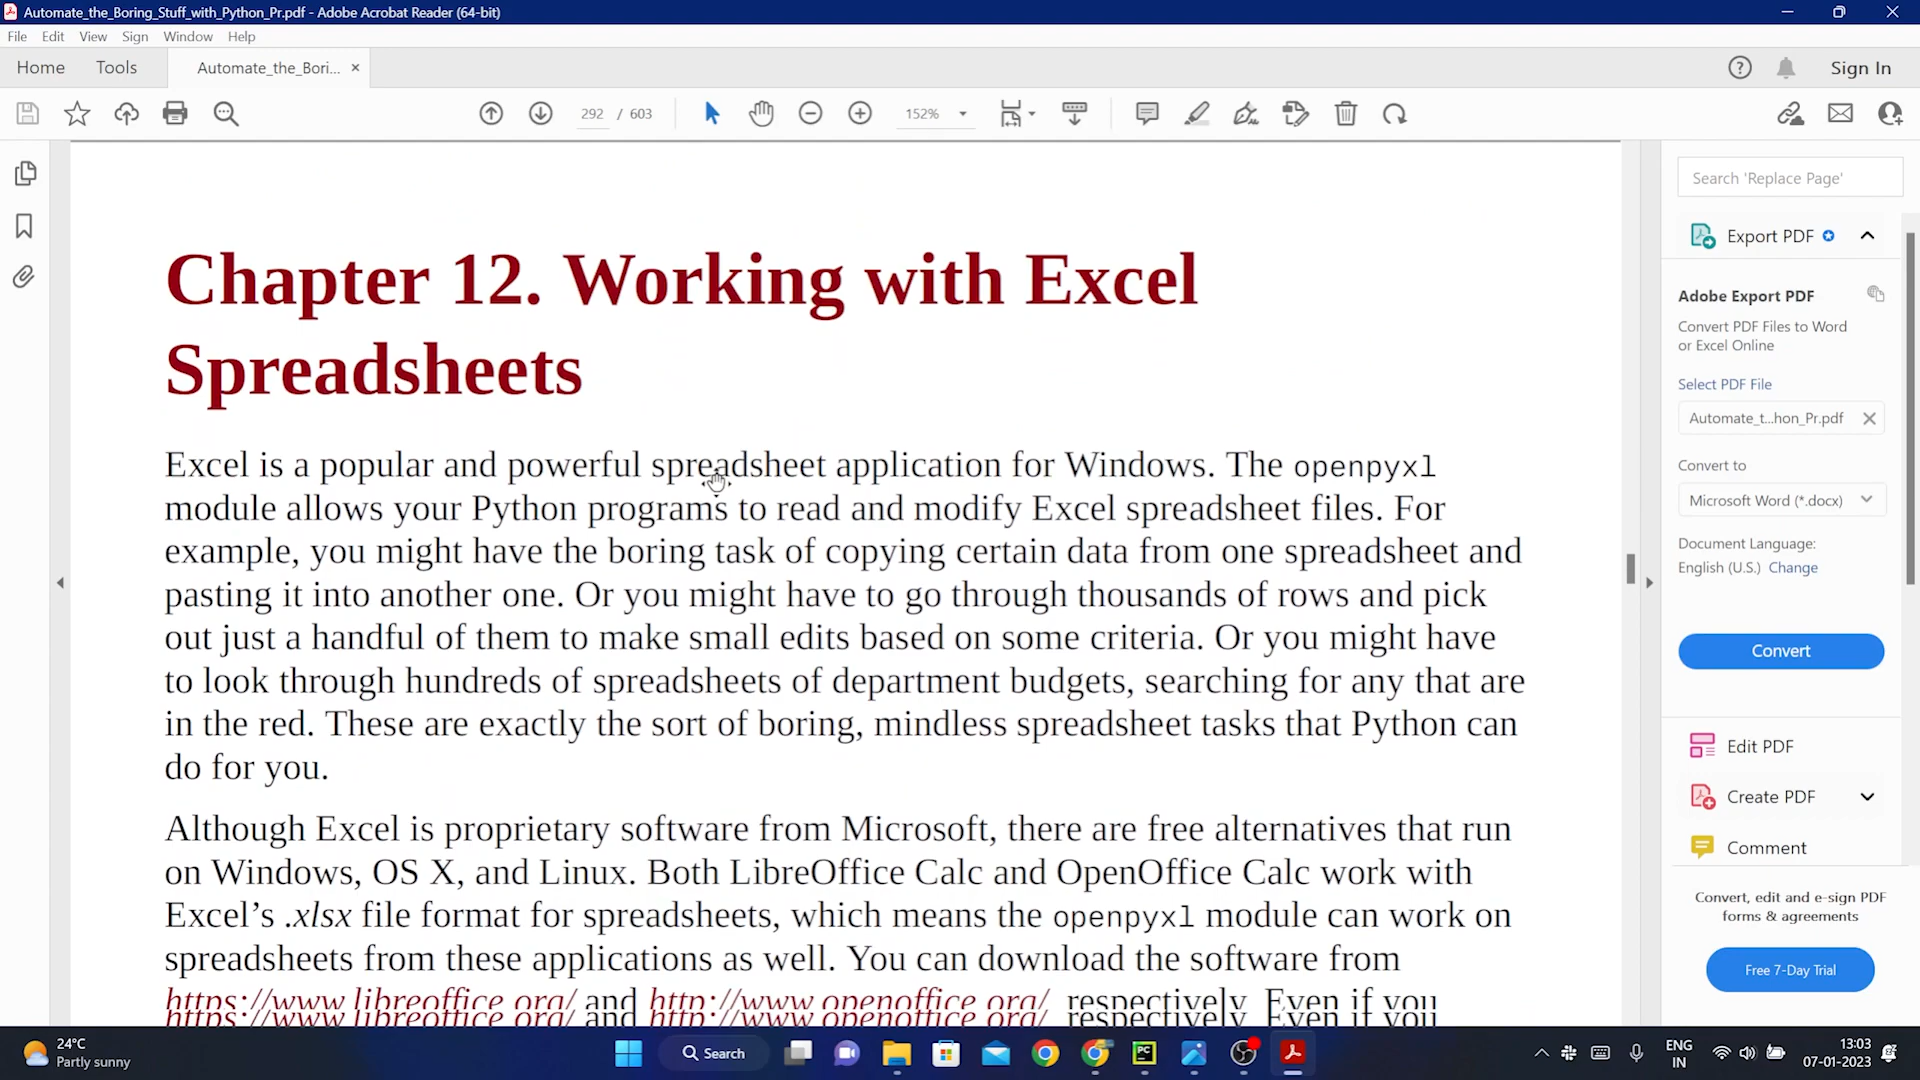 Automate_the_Boring_Stuff_with_Python_Pr.pdf - Adobe Acrobat Reader (64-bit)
File Edit View Sign Window Help
Home Tools Automate_the_Bori... × Sign In
292 / 603 152%
Search 'Replace Page'
Chapter 12. Working with Excel
Spreadsheets
Excel is a popular and powerful spreadsheet application for Windows. The openpyxl
module allows your Python programs to read and modify Excel spreadsheet files. For
example, you might have the boring task of copying certain data from one spreadsheet and
pasting it into another one. Or you might have to go through thousands of rows and pick
out just a handful of them to make small edits based on some criteria. Or you might have
to look through hundreds of spreadsheets of department budgets, searching for any that are
in the red. These are exactly the sort of boring, mindless spreadsheet tasks that Python can
do for you.
Although Excel is proprietary software from Microsoft, there are free alternatives that run
on Windows, OS X, and Linux. Both LibreOffice Calc and OpenOffice Calc work with
Excel's .xlsx file format for spreadsheets, which means the openpyxl module can work on
spreadsheets from these applications as well. You can download the software from
https://www.libreoffice.org/ and http://www.openoffice.org/, respectively. Even if you
Export PDF
Adobe Export PDF
Convert PDF Files to Word
or Excel Online
Select PDF File
Automate_t...hon_Pr.pdf
Convert to
Microsoft Word (*.docx)
Document Language:
English (U.S.) Change
Convert
Edit PDF
Create PDF
Comment
Convert, edit and e-sign PDF
forms & agreements
Free 7-Day Trial
24°C
Partly sunny
Search
PC
ENG
IN
13:03
07-01-2023